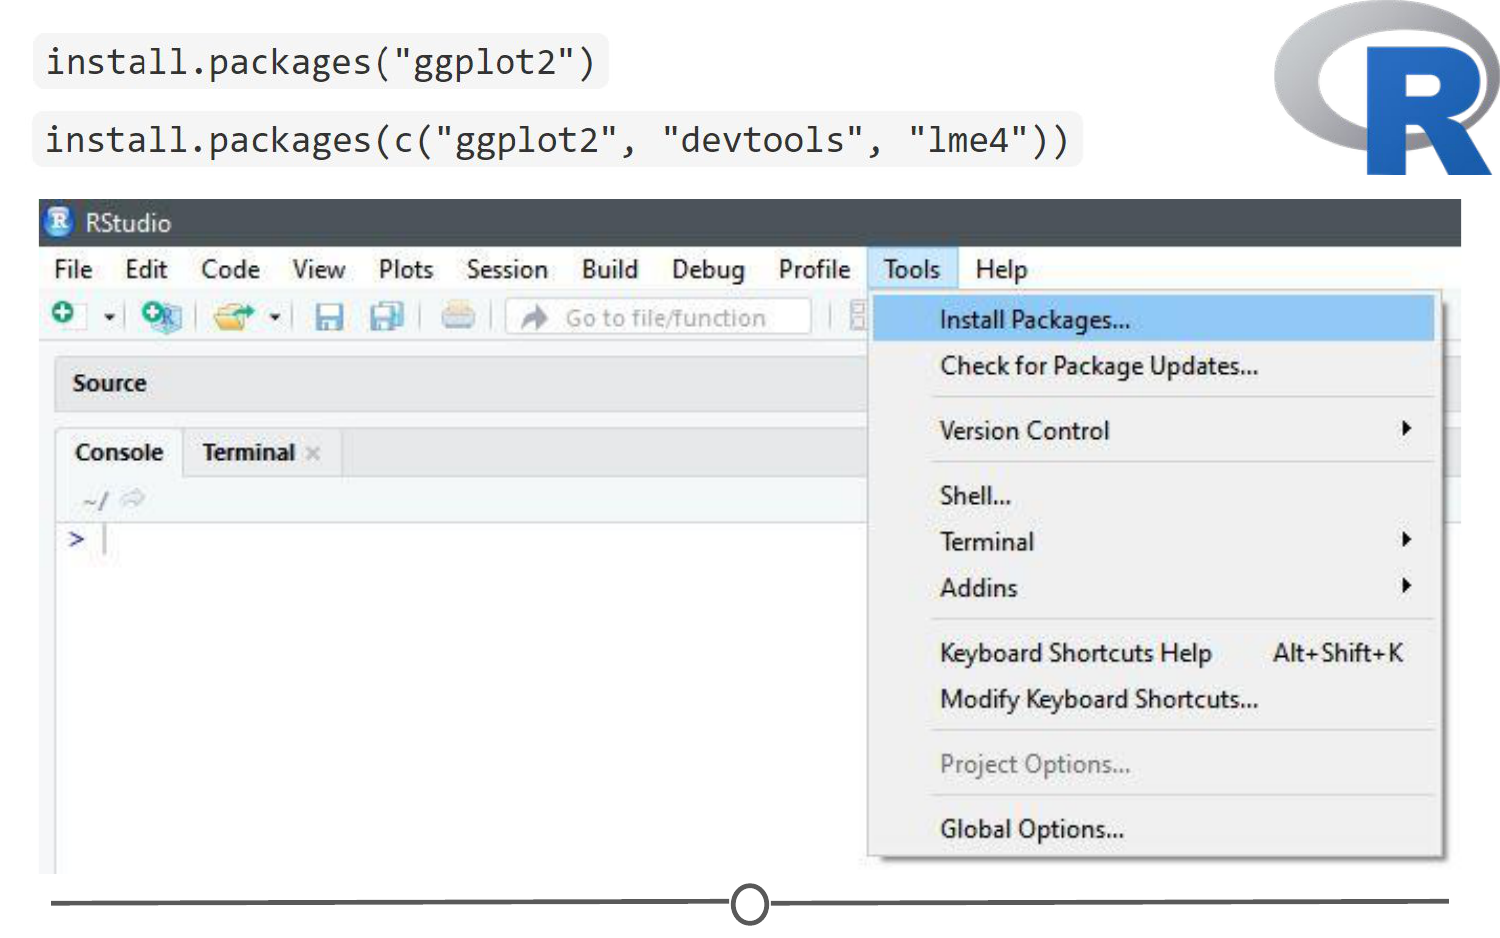 install.packages("ggplot2")
install.packages(c("ggplot2", "devtools", "lme4"))
R
R RStudio
File Edit Code View Plots Session Build Debug Profile Tools Help
Go to file/function
Install Packages...
Check for Package Updates...
Source
Version Control
Console Terminal
Shell...
~/
>
Terminal
Addins
Keyboard Shortcuts Help Alt+Shift+K
Modify Keyboard Shortcuts...
Project Options...
Global Options...